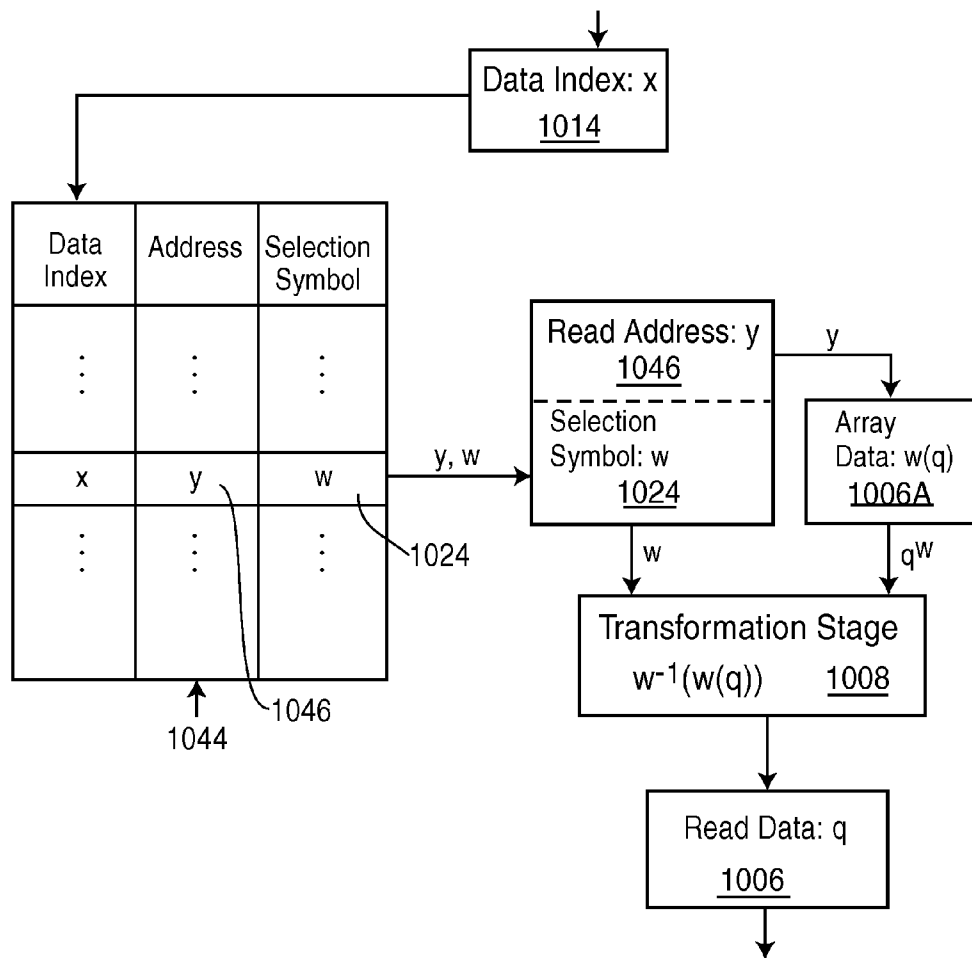 Data Index: x
1014
Data Index
Address
Selection Symbol
⋮ ⋮ ⋮
x y w
⋮ ⋮ ⋮
1024
1046
1044
y, w
Read Address: y
1046
Selection
Symbol: w
1024
y
Array
Data: w(q)
1006A
w
qʷ
Transformation Stage
w⁻¹(w(q)) 1008
Read Data: q
1006